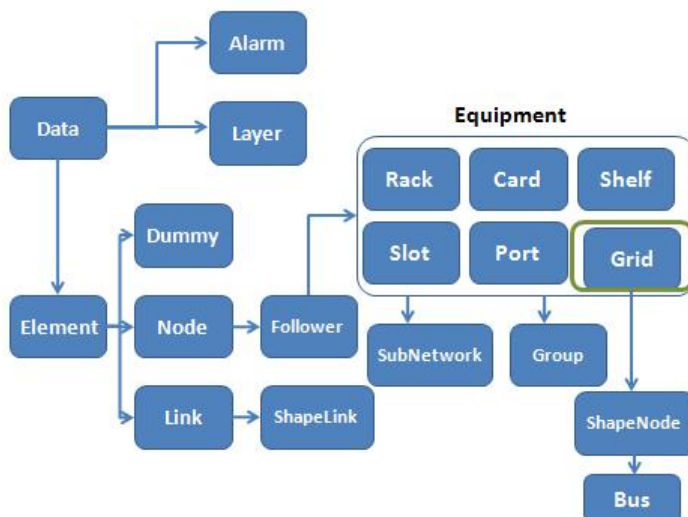 Alarm
Data
Layer
Equipment
Rack
Card
Shelf
Dummy
Slot
Port
Grid
Element
Node
Follower
SubNetwork
Group
Link
ShapeLink
ShapeNode
Bus